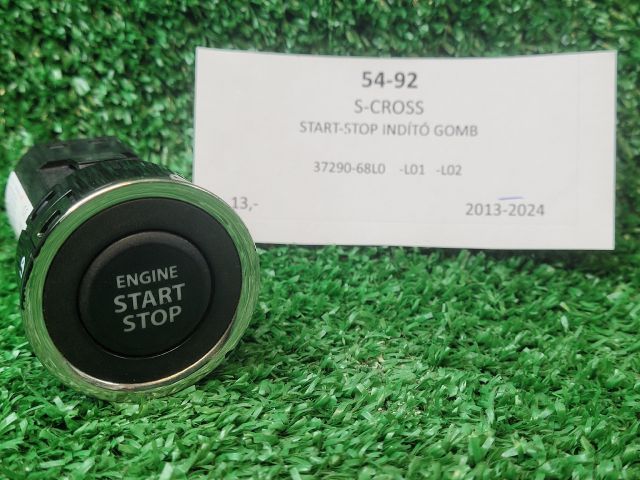 54-92
S-CROSS
START-STOP INDÍTÓ GOMB
37290-68L0 -L01 -L02
13,- 2013-2024
ENGINE
START
STOP